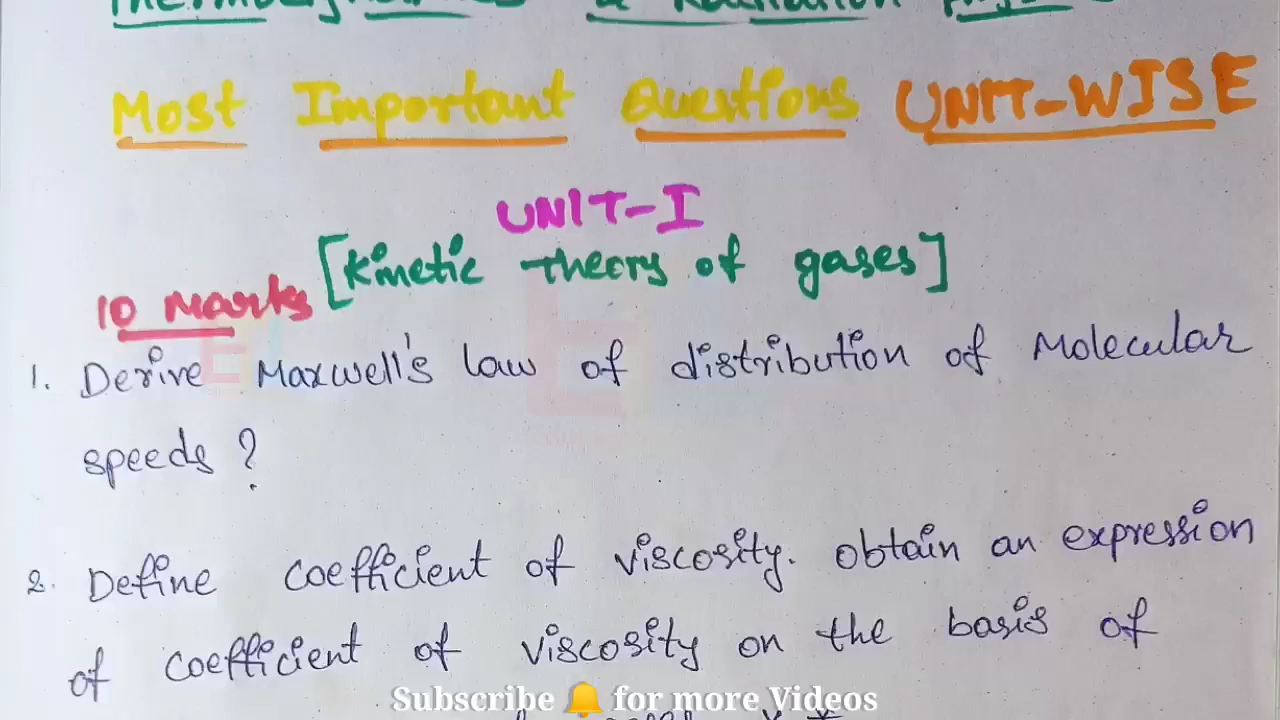 Most Important Questions UNIT-WISE
UNIT-I
[Kinetic theory of gases]
10 Marks
1. Derive Maxwell's law of distribution of Molecular
speeds?
2. Define coefficient of viscosity. obtain an expression
of coefficient of viscosity on the basis of
Subscribe 🔔 for more Videos